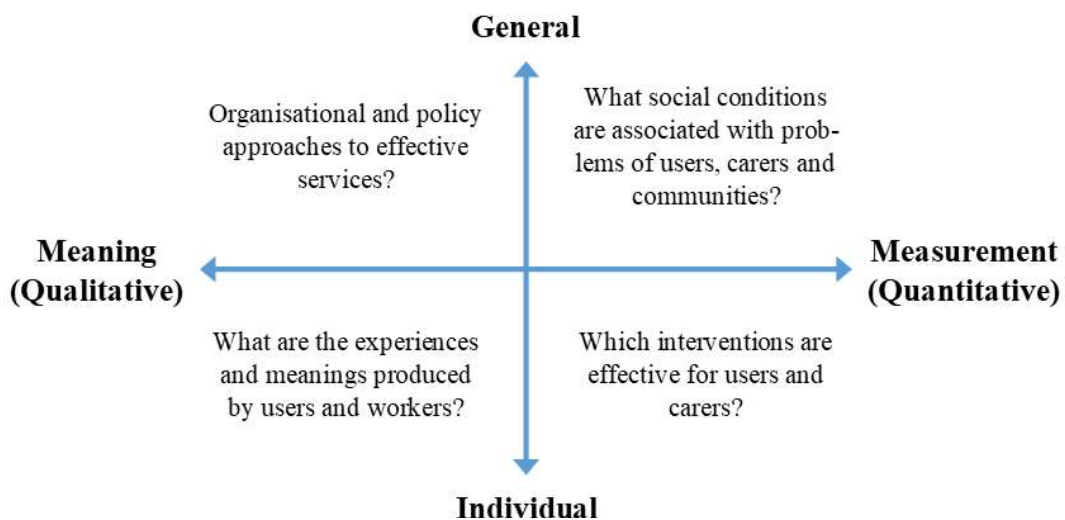 General
Organisational and policy
approaches to effective
services?
What social conditions
are associated with prob-
lems of users, carers and
communities?
Meaning
(Qualitative)
Measurement
(Quantitative)
What are the experiences
and meanings produced
by users and workers?
Which interventions are
effective for users and
carers?
Individual